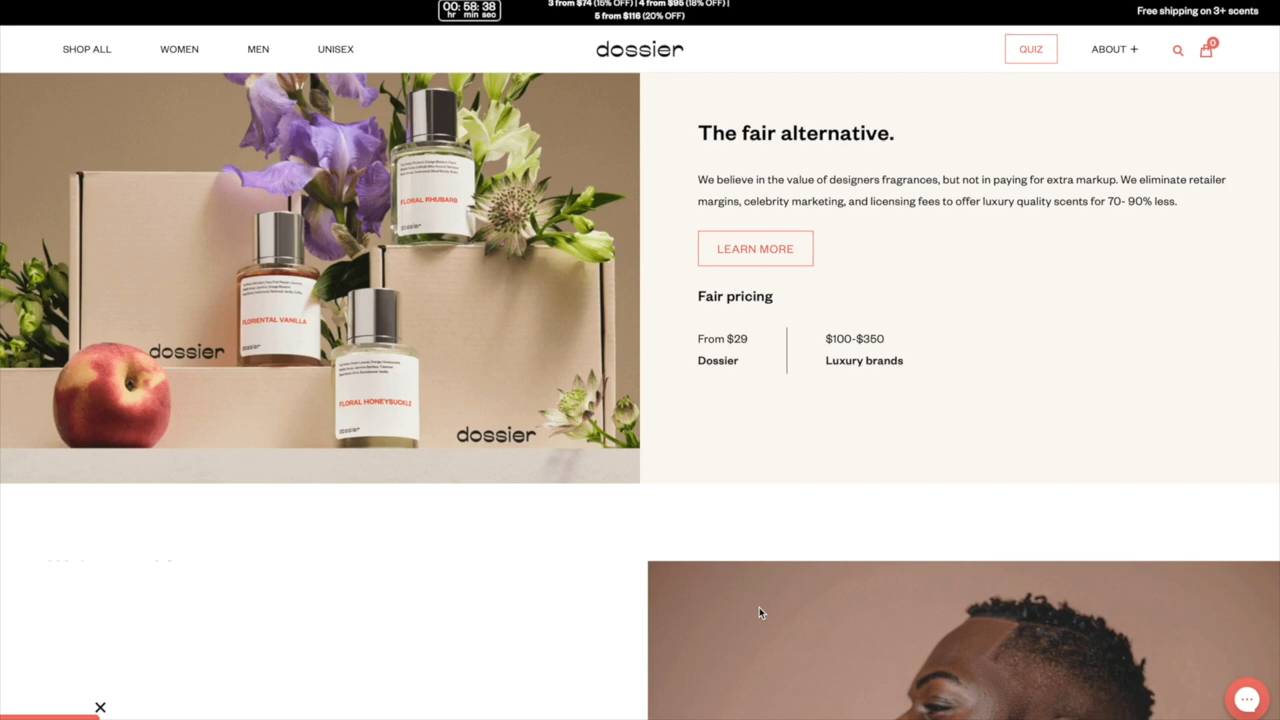 00: 58: 38
hr min sec
3 from $74 (15% OFF) | 4 from $95 (18% OFF) |
5 from $116 (20% OFF)
Free shipping on 3+ scents
SHOP ALL
WOMEN
MEN
UNISEX
dossier
QUIZ
ABOUT +
0
The fair alternative.
We believe in the value of designers fragrances, but not in paying for extra markup. We eliminate retailer
margins, celebrity marketing, and licensing fees to offer luxury quality scents for 70- 90% less.
LEARN MORE
Fair pricing
From $29
Dossier
$100-$350
Luxury brands
FLORAL RHUBARB
FLORIENTAL VANILLA
dossier
FLORAL HONEYSUCKLE
dossier